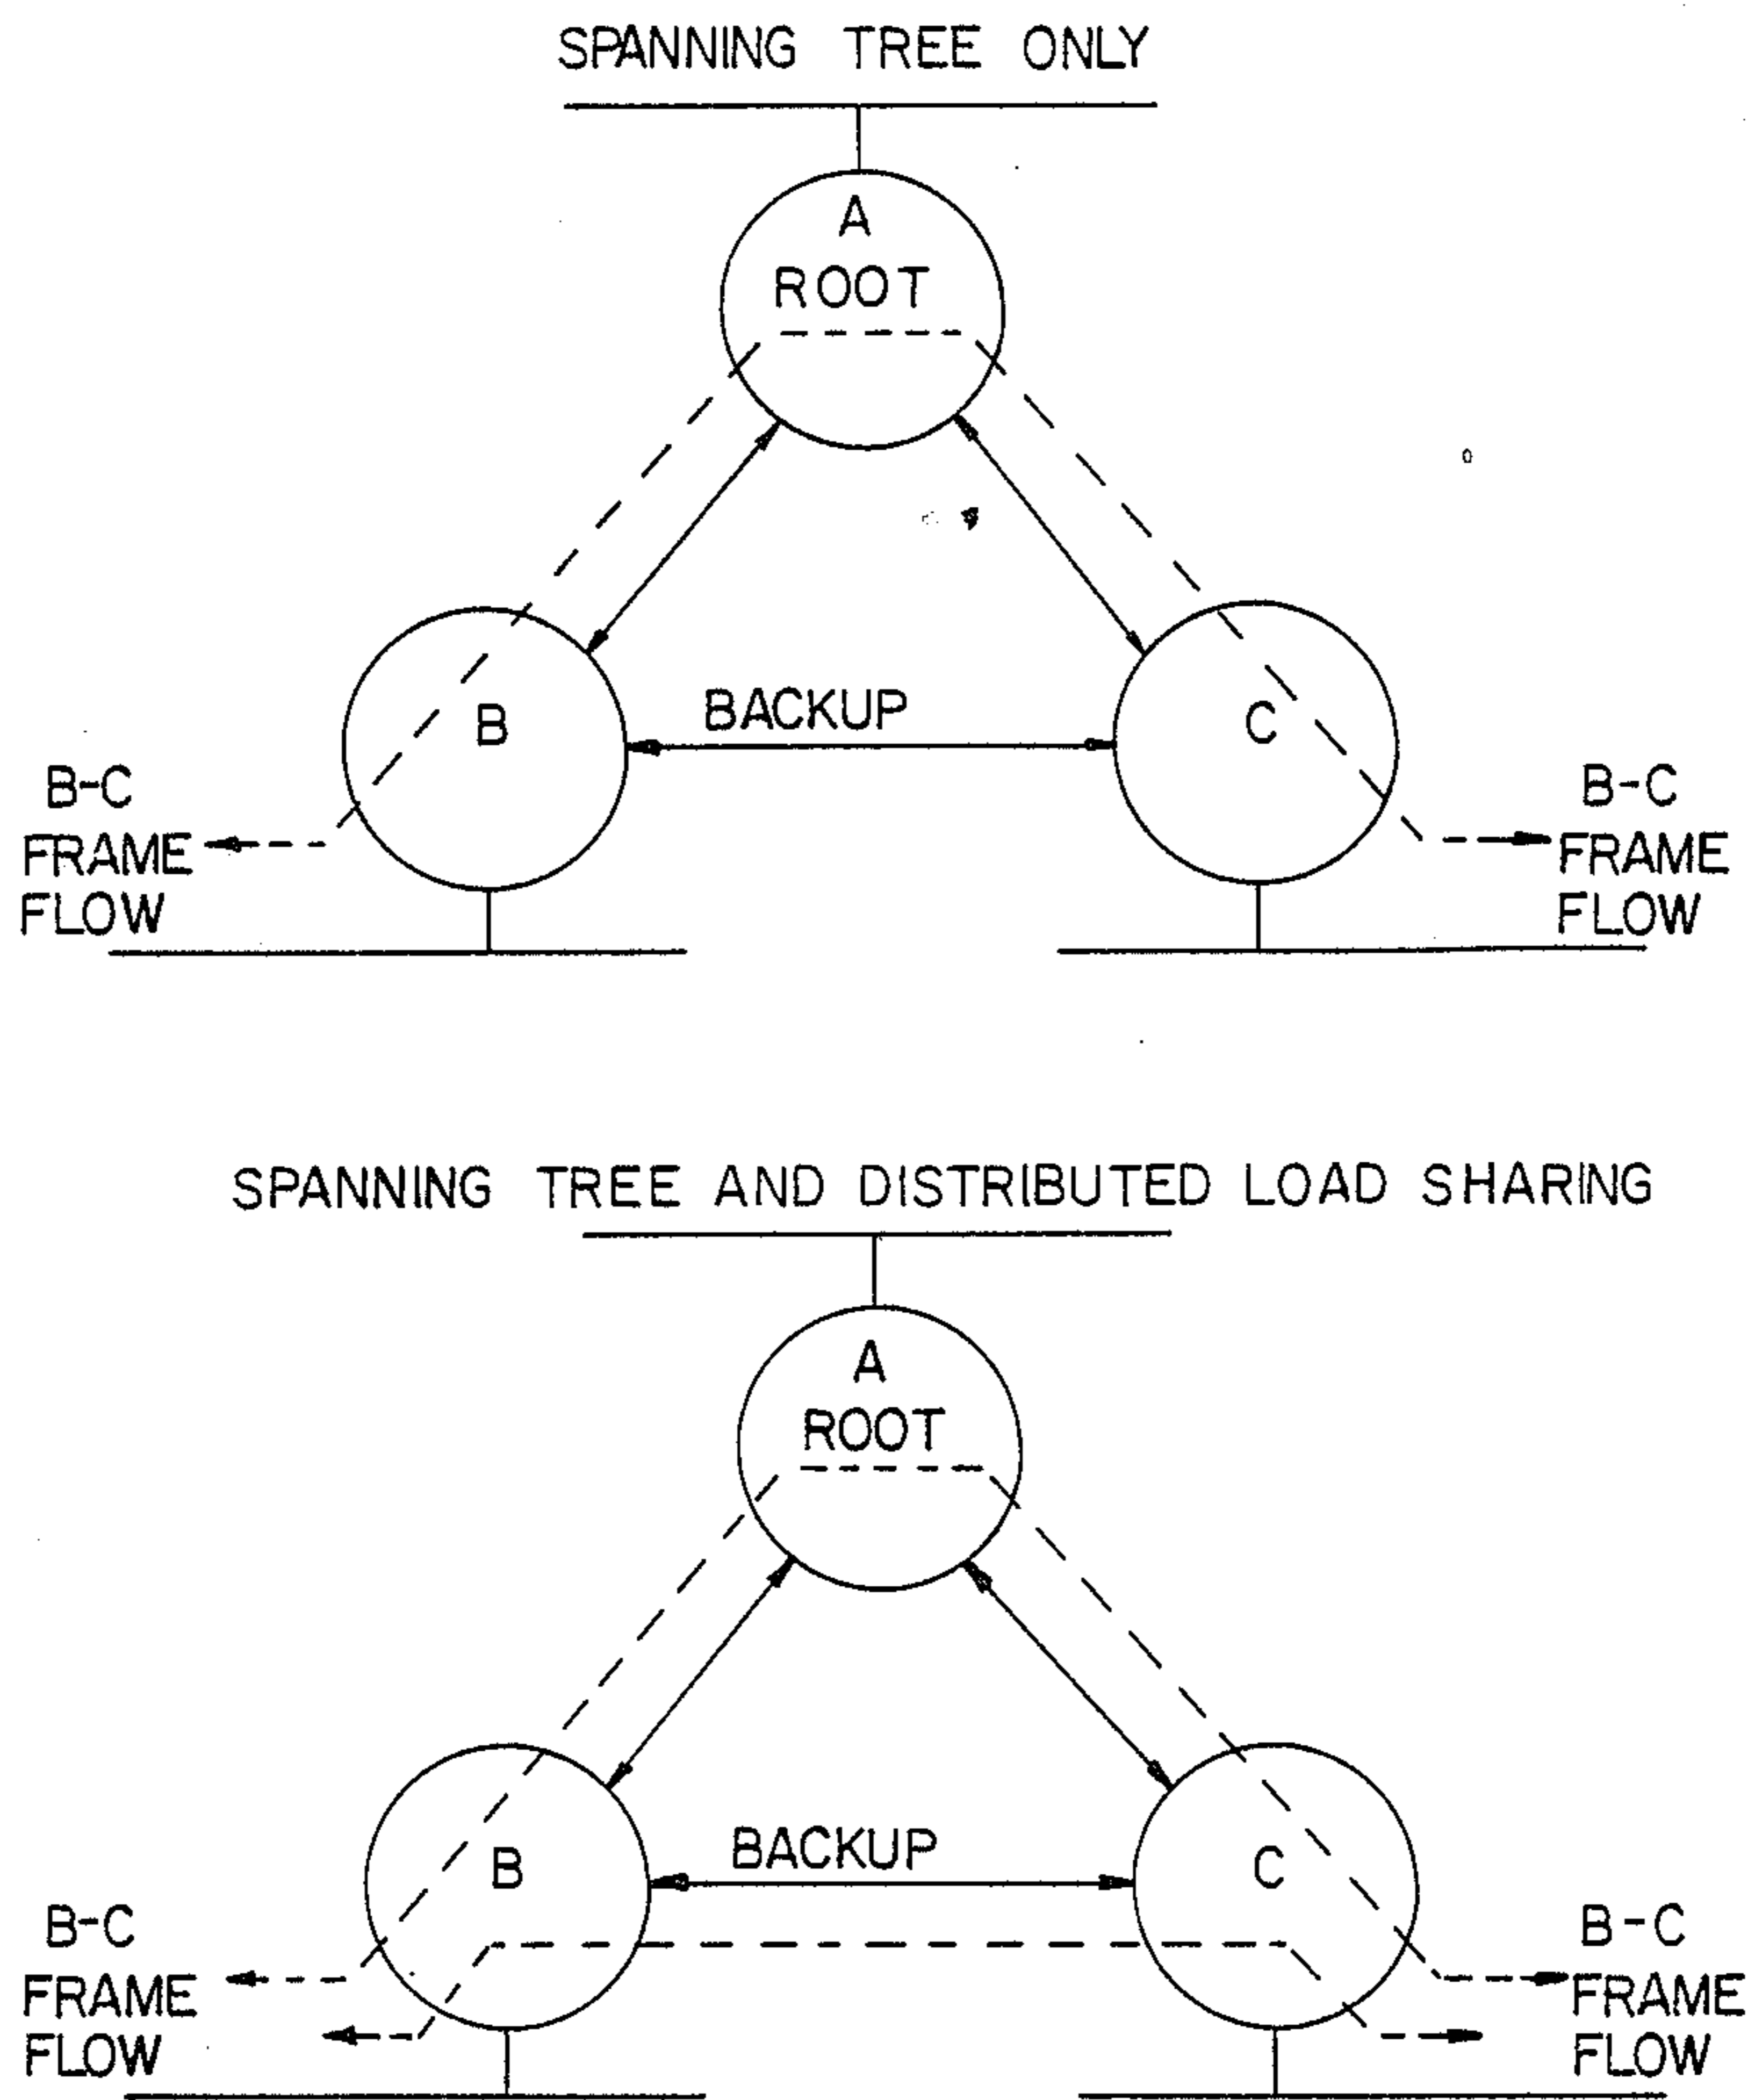 SPANNING TREE ONLY
A
ROOT
B
BACKUP
C
B-C
FRAME
FLOW
B-C
FRAME
FLOW
SPANNING TREE AND DISTRIBUTED LOAD SHARING
A
ROOT
B
BACKUP
C
B-C
FRAME
FLOW
B-C
FRAME
FLOW